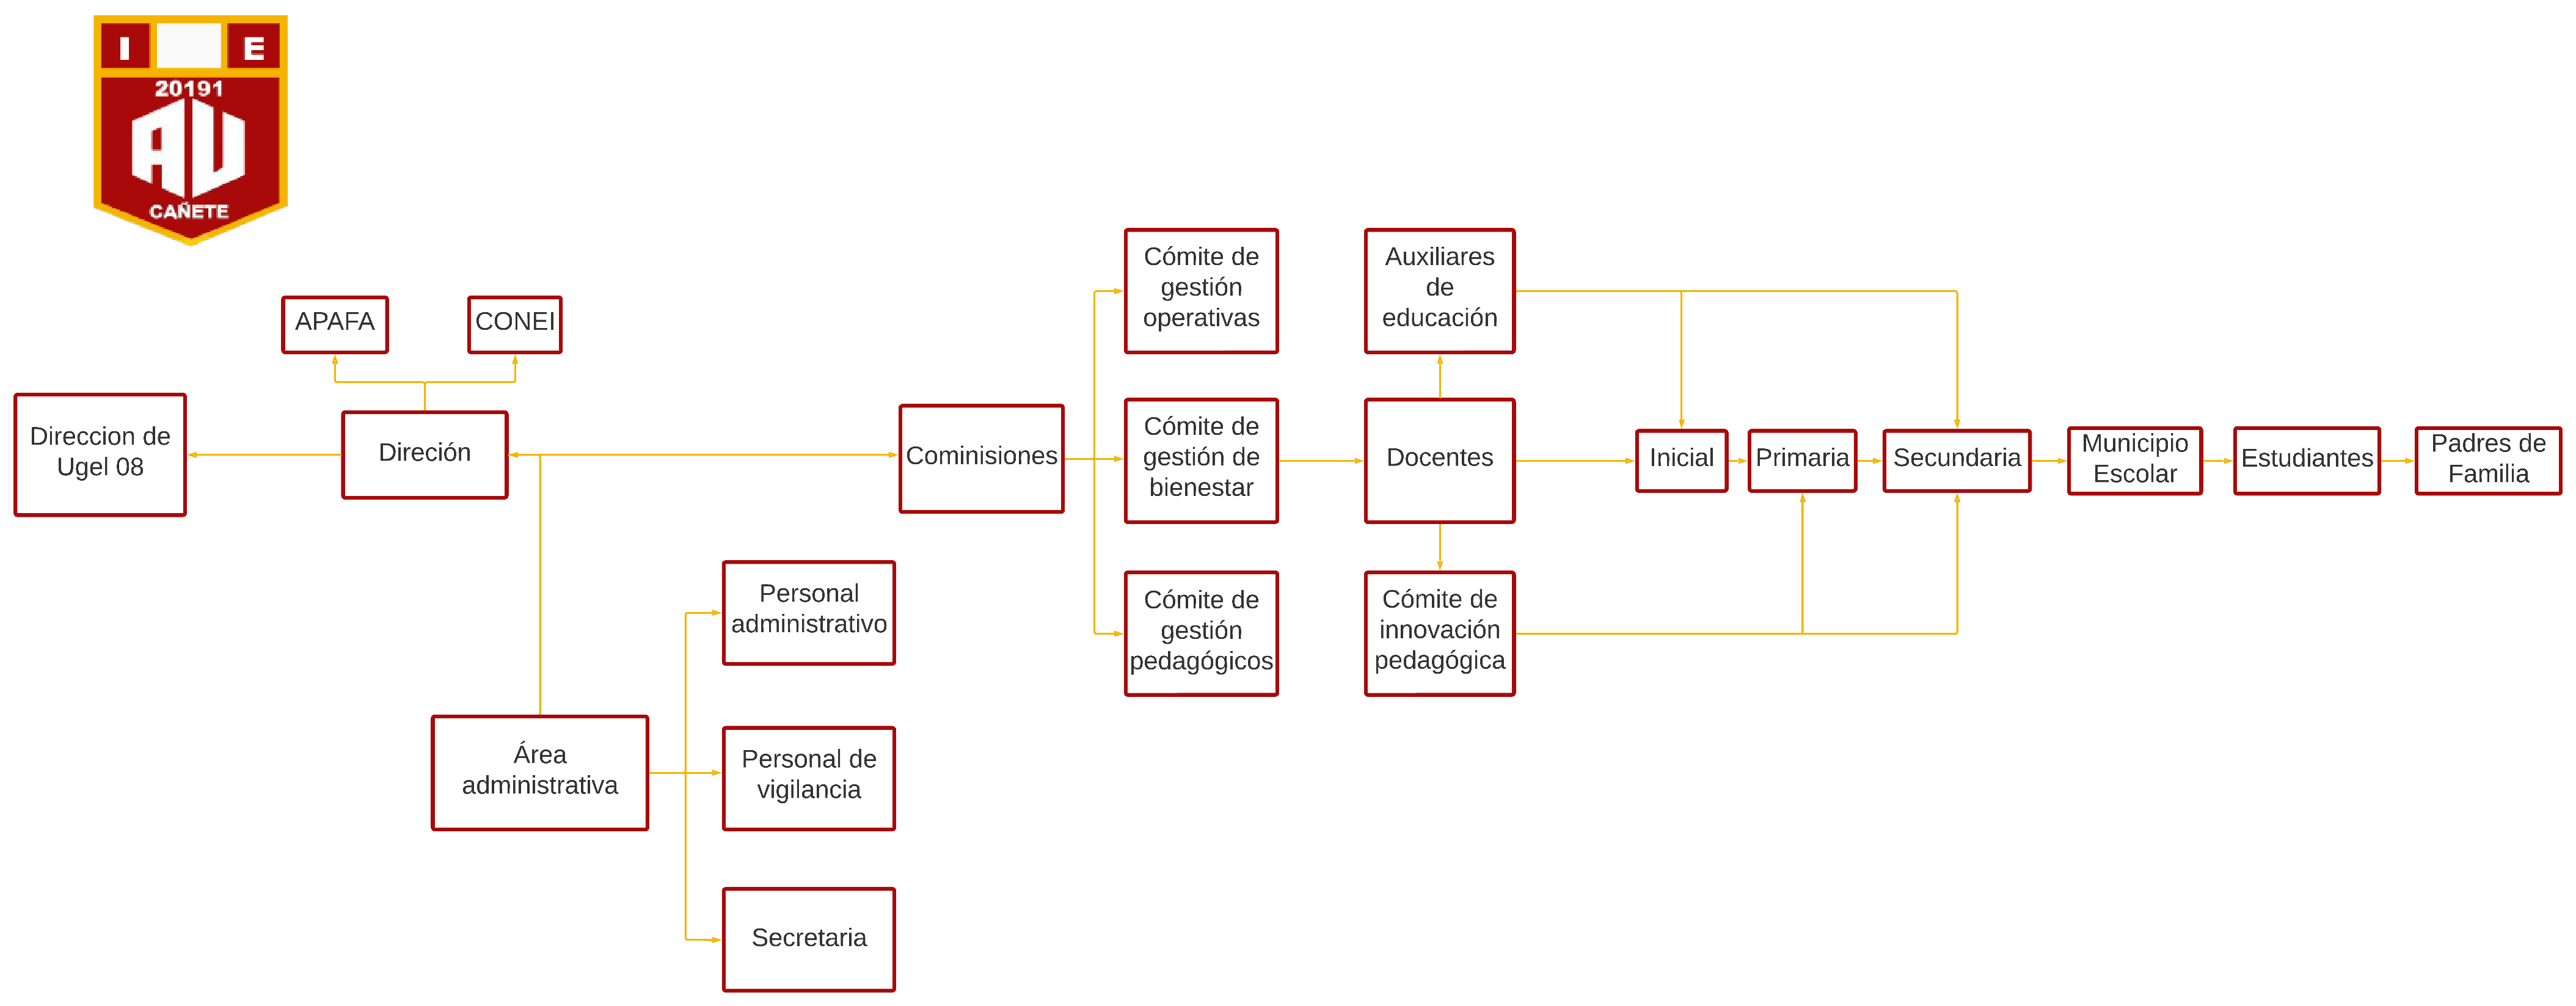 I E
20191
AU
CAÑETE
APAFA
CONEI
Direccion de
Ugel 08
Direción
Área
administrativa
Personal
administrativo
Personal de
vigilancia
Secretaria
Cominisiones
Cómite de
gestión
operativas
Cómite de
gestión de
bienestar
Cómite de
gestión
pedagógicos
Auxiliares
de
educación
Docentes
Cómite de
innovación
pedagógica
Inicial
Primaria
Secundaria
Municipio
Escolar
Estudiantes
Padres de
Familia